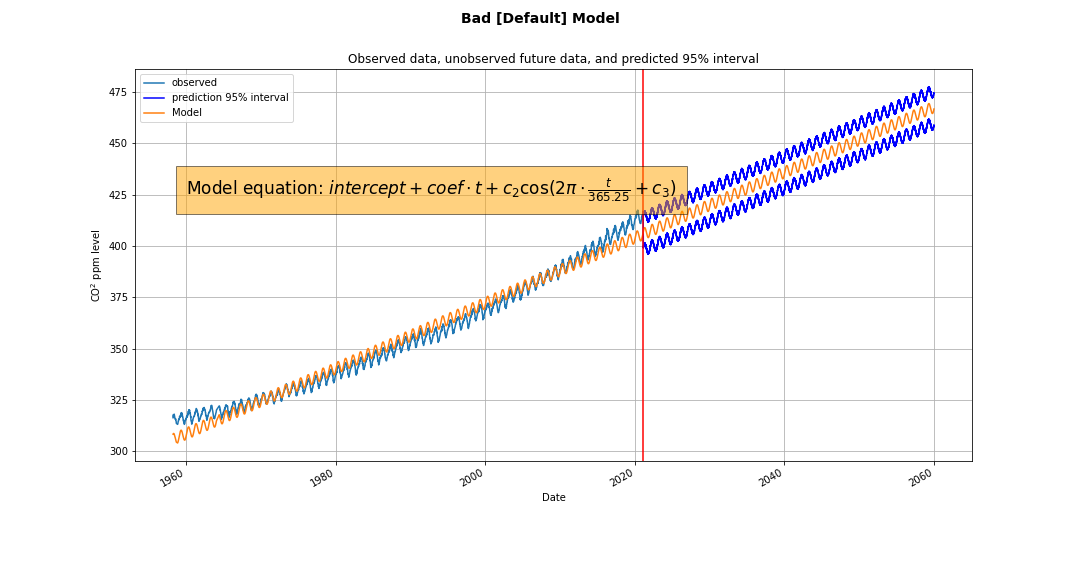 Bad [Default] Model
Observed data, unobserved future data, and predicted 95% interval
observed
prediction 95% interval
Model
Model equation: intercept + coef · t + c₂cos(2π · t/365.25 + c₃)
CO² ppm level
475
450
425
400
375
350
325
300
1960
1980
2000
2020
2040
2060
Date